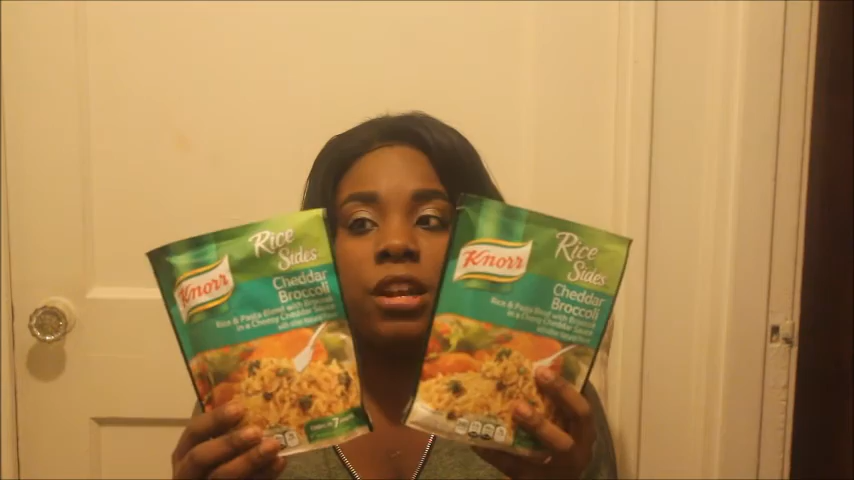 Rice
Sides
Knorr
Cheddar
Broccoli
Rice & Pasta Blend with Broccoli
in a Cheesy Cheddar Sauce
7
Rice
Sides
Knorr
Cheddar
Broccoli
Rice & Pasta Blend with Broccoli
in a Cheesy Cheddar Sauce